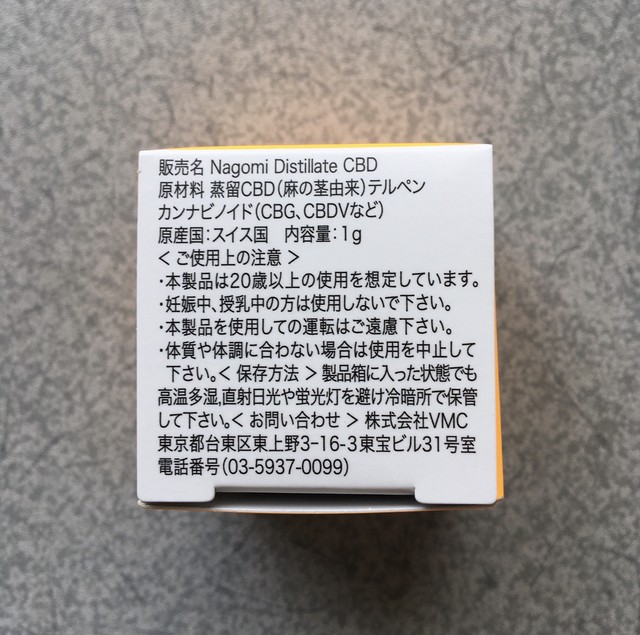 販売名 Nagomi Distillate CBD
原材料 蒸留CBD(麻の茎由来)テルペン
カンナビノイド(CBG、CBDVなど)
原産国:スイス国 内容量:1g
< ご使用上の注意 >
・本製品は20歳以上の使用を想定しています。
・妊娠中、授乳中の方は使用しないで下さい。
・本製品を使用しての運転はご遠慮下さい。
・体質や体調に合わない場合は使用を中止して
下さい。< 保存方法 > 製品箱に入った状態でも
高温多湿,直射日光や蛍光灯を避け冷暗所で保管
して下さい。< お問い合わせ > 株式会社VMC
東京都台東区東上野3-16-3東宝ビル31号室
電話番号(03-5937-0099)